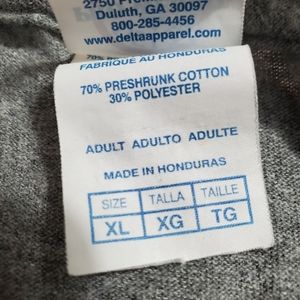 Duluth, GA 30097
800-285-4456
www.deltaapparel.com
FABRIQUE AU HONDURAS
70% PRESHRUNK COTTON
30% POLYESTER
ADULT ADULTO ADULTE
MADE IN HONDURAS
SIZE TALLA TAILLE
XL XG TG